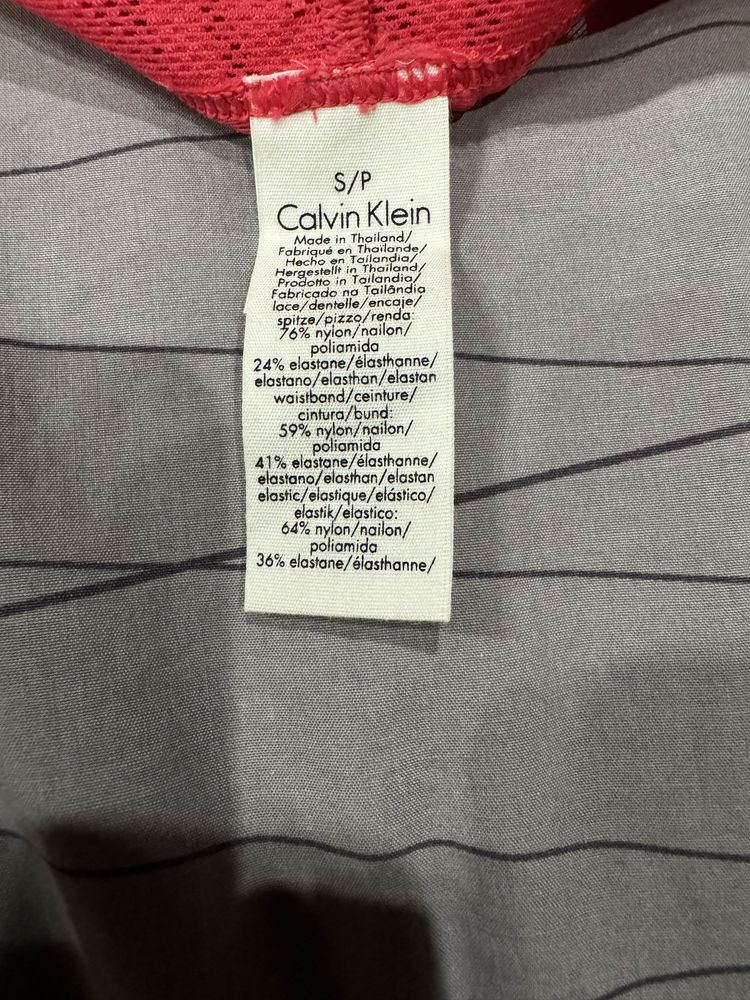 S/P
Calvin Klein
Made in Thailand/
Fabriqué en Thaïlande/
Hecho en Tailandia/
Hergestellt in Thailand/
Prodotto in Tailandia/
Fabricado na Tailândia
lace/dentelle/encaje/
spitze/pizzo/renda:
76% nylon/nailon/
poliamida
24% elastane/élasthanne/
elastano/elasthan/elastan
waistband/ceinture/
cintura/bund:
59% nylon/nailon/
poliamida
41% elastane/élasthanne/
elastano/elasthan/elastan
elastic/elastique/elástico/
elastik/elastico:
64% nylon/nailon/
poliamida
36% elastane/élasthanne/